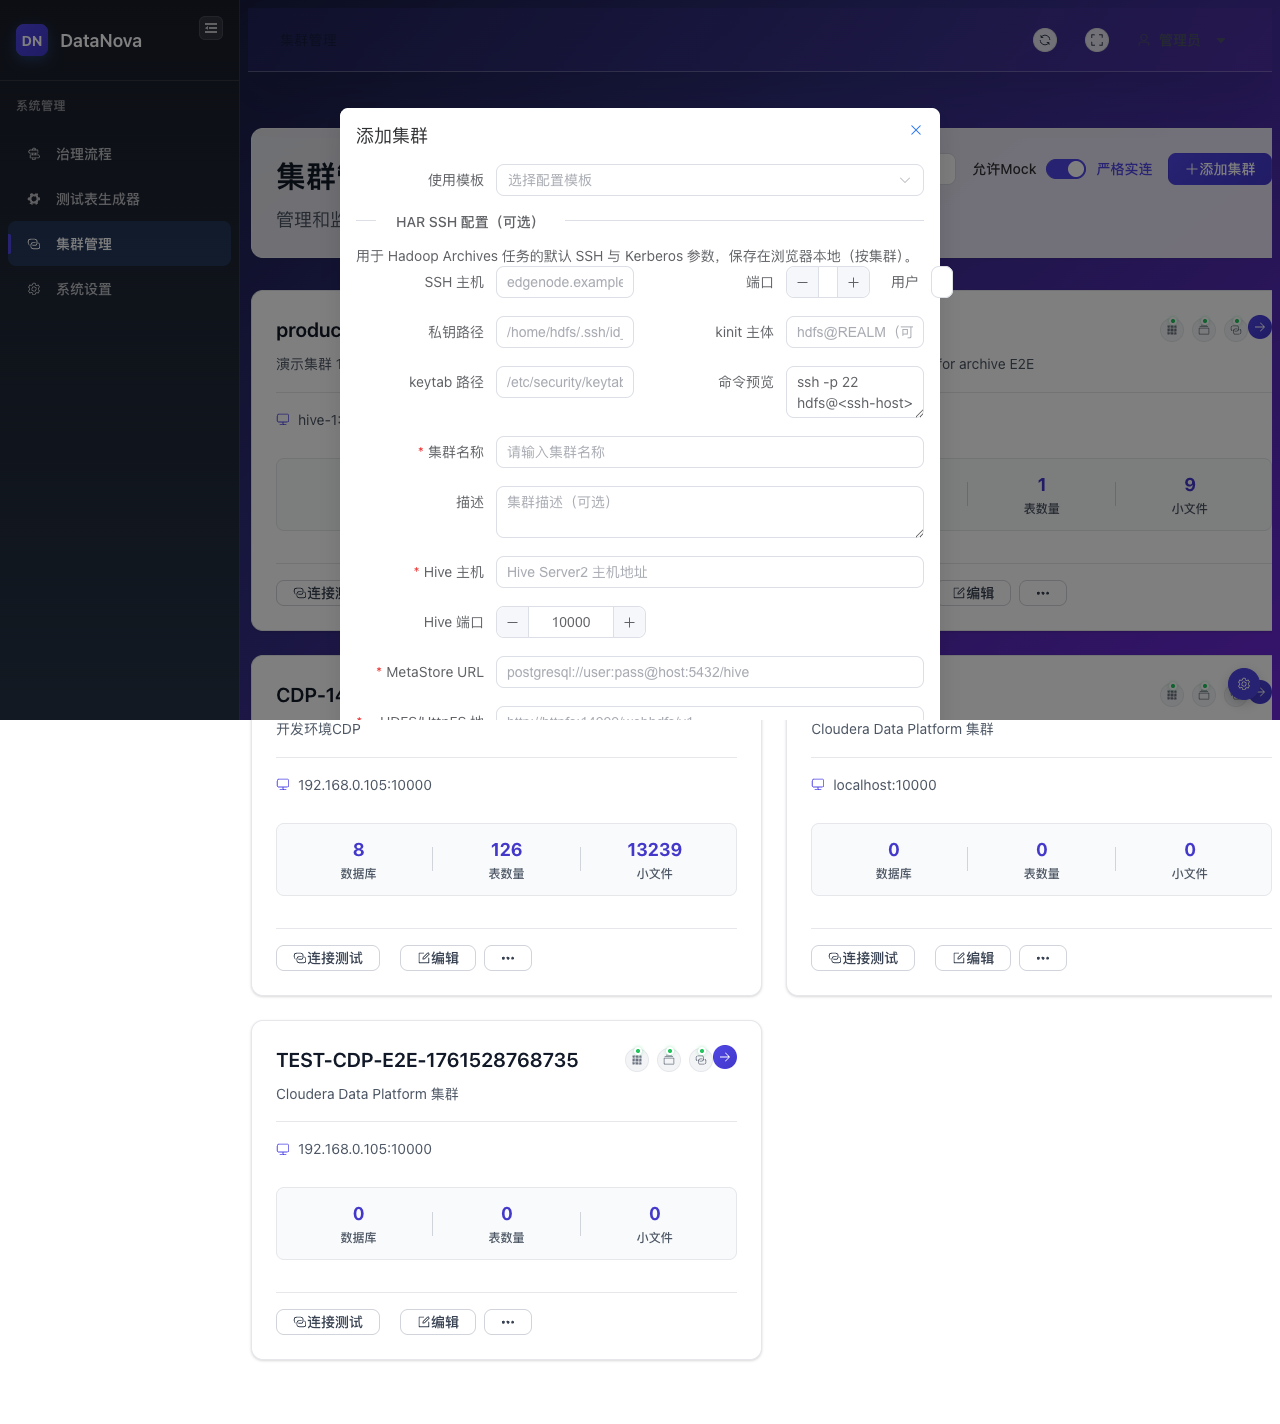 DN DataNova
系统管理
治理流程
测试表生成器
集群管理
系统设置
集群管理
管理员
集群
管理和监
允许Mock 严格实连 添加集群
添加集群
使用模板 选择配置模板
HAR SSH 配置（可选）
用于 Hadoop Archives 任务的默认 SSH 与 Kerberos 参数，保存在浏览器本地（按集群）。
SSH 主机 edgenode.example 端口 用户
私钥路径 /home/hdfs/.ssh/id_ kinit 主体 hdfs@REALM（可
keytab 路径 /etc/security/keytab 命令预览 ssh -p 22
hdfs@<ssh-host>
* 集群名称 请输入集群名称
描述 集群描述（可选）
* Hive 主机 Hive Server2 主机地址
Hive 端口 10000
* MetaStore URL postgresql://user:pass@host:5432/hive
produc
演示集群 1
for archive E2E
hive-13
1 9
表数量 小文件
连接测
编辑
CDP-14
开发环境CDP
192.168.0.105:10000
8 126 13239
数据库 表数量 小文件
连接测试 编辑
Cloudera Data Platform 集群
localhost:10000
0 0 0
数据库 表数量 小文件
连接测试 编辑
TEST-CDP-E2E-1761528768735
Cloudera Data Platform 集群
192.168.0.105:10000
0 0 0
数据库 表数量 小文件
连接测试 编辑